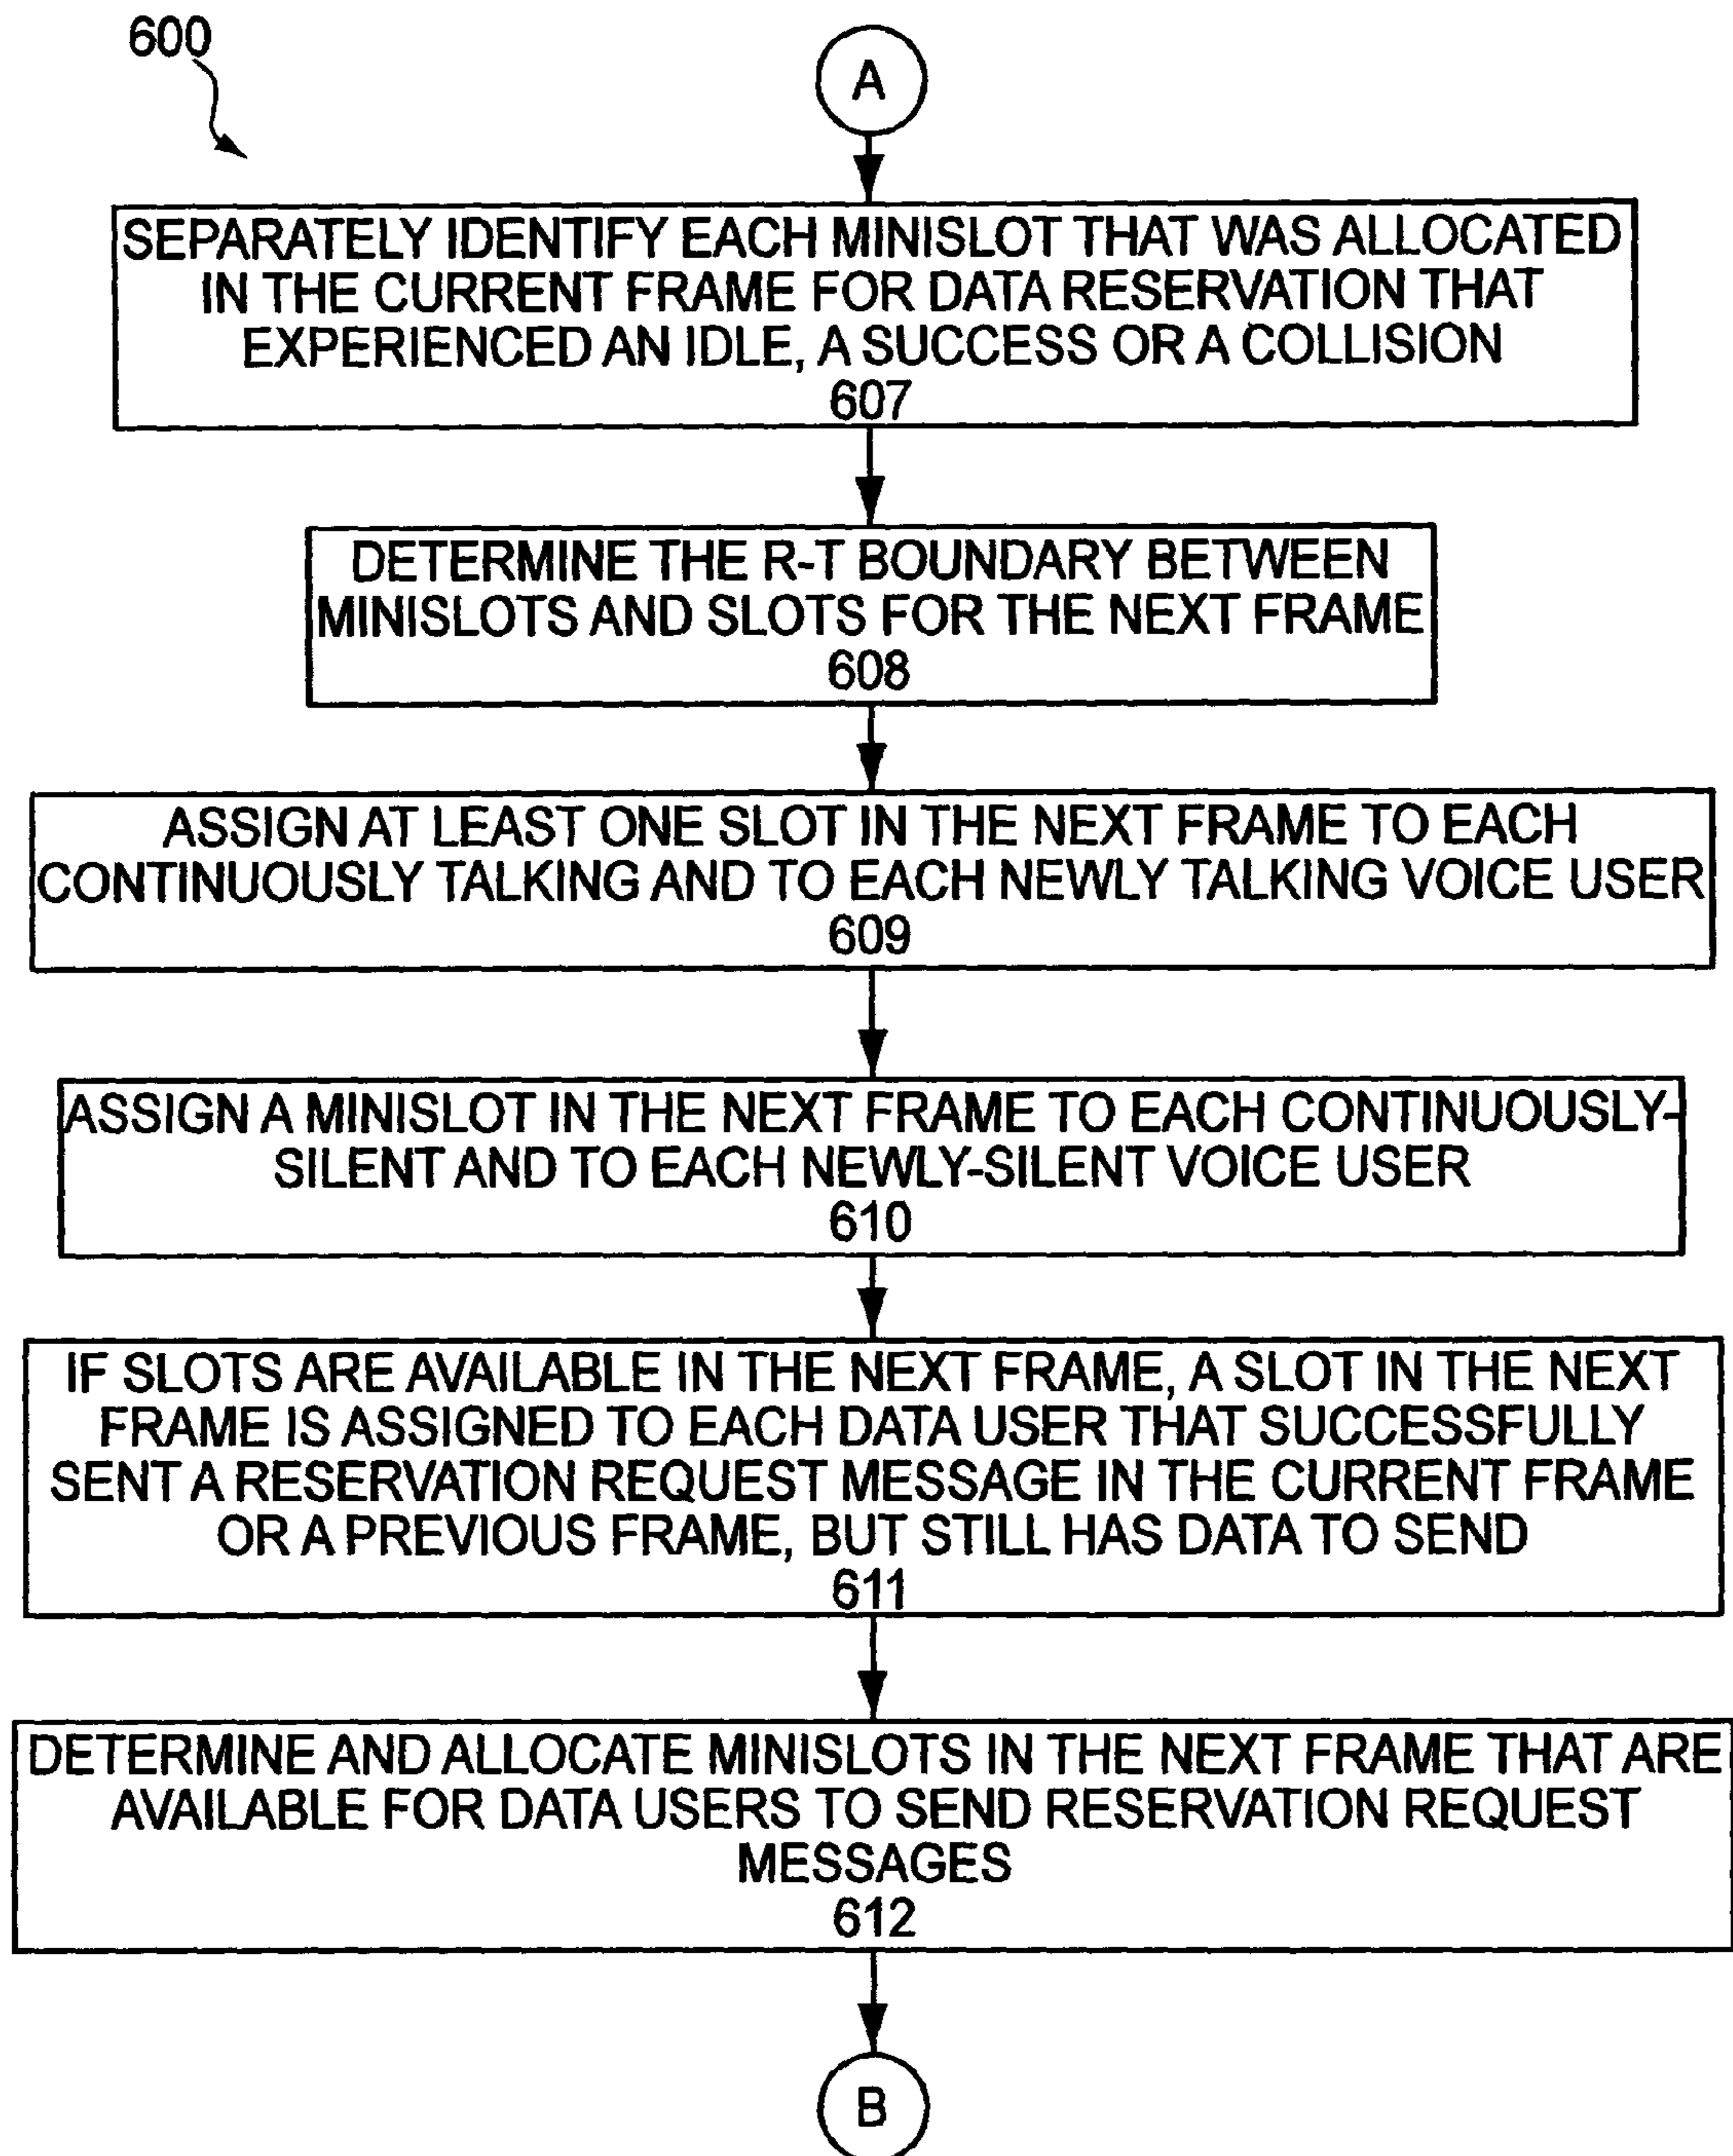 600
A
SEPARATELY IDENTIFY EACH MINISLOT THAT WAS ALLOCATED
IN THE CURRENT FRAME FOR DATA RESERVATION THAT
EXPERIENCED AN IDLE, A SUCCESS OR A COLLISION
607
DETERMINE THE R-T BOUNDARY BETWEEN
MINISLOTS AND SLOTS FOR THE NEXT FRAME
608
ASSIGN AT LEAST ONE SLOT IN THE NEXT FRAME TO EACH
CONTINUOUSLY TALKING AND TO EACH NEWLY TALKING VOICE USER
609
ASSIGN A MINISLOT IN THE NEXT FRAME TO EACH CONTINUOUSLY-
SILENT AND TO EACH NEWLY-SILENT VOICE USER
610
IF SLOTS ARE AVAILABLE IN THE NEXT FRAME, A SLOT IN THE NEXT
FRAME IS ASSIGNED TO EACH DATA USER THAT SUCCESSFULLY
SENT A RESERVATION REQUEST MESSAGE IN THE CURRENT FRAME
OR A PREVIOUS FRAME, BUT STILL HAS DATA TO SEND
611
DETERMINE AND ALLOCATE MINISLOTS IN THE NEXT FRAME THAT ARE
AVAILABLE FOR DATA USERS TO SEND RESERVATION REQUEST
MESSAGES
612
B